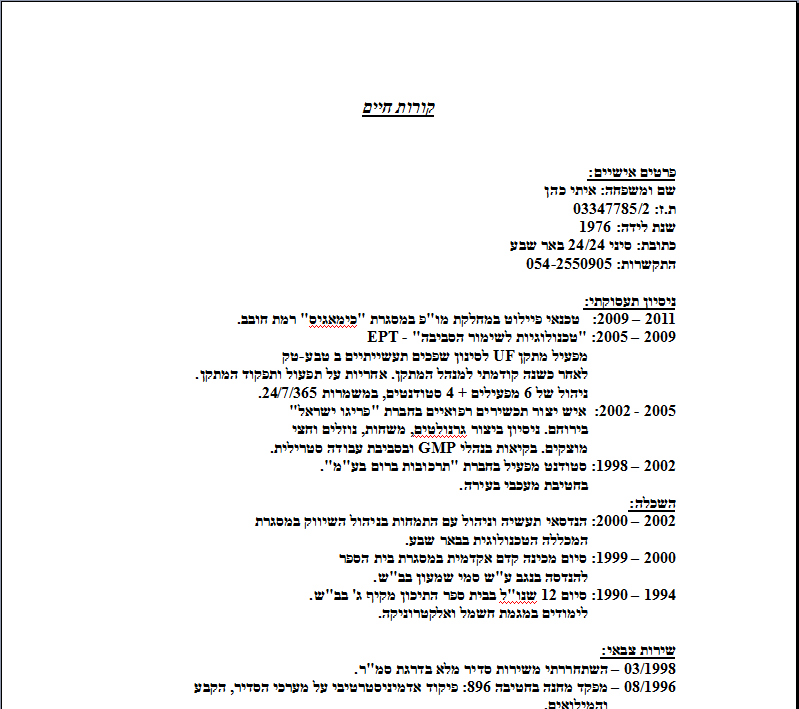 קורות חיים
פרטים אישיים:
שם ומשפחה: איתי כהן
ת.ז: 03347785/2
שנת לידה: 1976
כתובת: סיני 24/24 באר שבע
התקשרות: 054-2550905
ניסיון תעסוקתי:
2009 – 2011: טכנאי פיילוט במחלקת מו"פ במסגרת "כימאגיס" רמת חובב.
2005 – 2009: "טכנולוגיות לשימור הסביבה" - EPT
מפעיל מתקן UF לסינון שפכים תעשייתיים ב טבע-טק
לאחר כשנה קודמתי למנהל המתקן. אחריות על תפעול ותפקוד המתקן.
ניהול של 6 מפעילים + 4 סטודנטים, במשמרות 24/7/365.
2002 - 2005: איש יצור תכשירים רפואיים בחברת "פריגו ישראל"
בירוחם. ניסיון ביצור גרנולטים, משחות, נוזלים וחצי
מוצקים. בקיאות בנהלי GMP ובסביבת עבודה סטרילית.
1998 – 2002: סטודנט מפעיל בחברת "תרכובות ברום בע"מ".
בחטיבת מעכבי בעירה.
השכלה:
2000 – 2002: הנדסאי תעשיה וניהול עם התמחות בניהול השיווק במסגרת
המכללה הטכנולוגית בבאר שבע.
1999 – 2000: סיום מכינה קדם אקדמית במסגרת בית הספר
להנדסה בנגב ע"ש סמי שמעון בב"ש.
1990 – 1994: סיום 12 שנו"ל בבית ספר התיכון מקיף ג' בב"ש.
לימודים במגמת חשמל ואלקטרוניקה.
שירות צבאי:
03/1998 – השתחררתי משירות סדיר מלא בדרגת סמ"ר.
08/1996 – מפקד מחנה בחטיבה 896: פיקוד אדמיניסטרטיבי על מערכי הסדיר, הקבע
והמילואים.